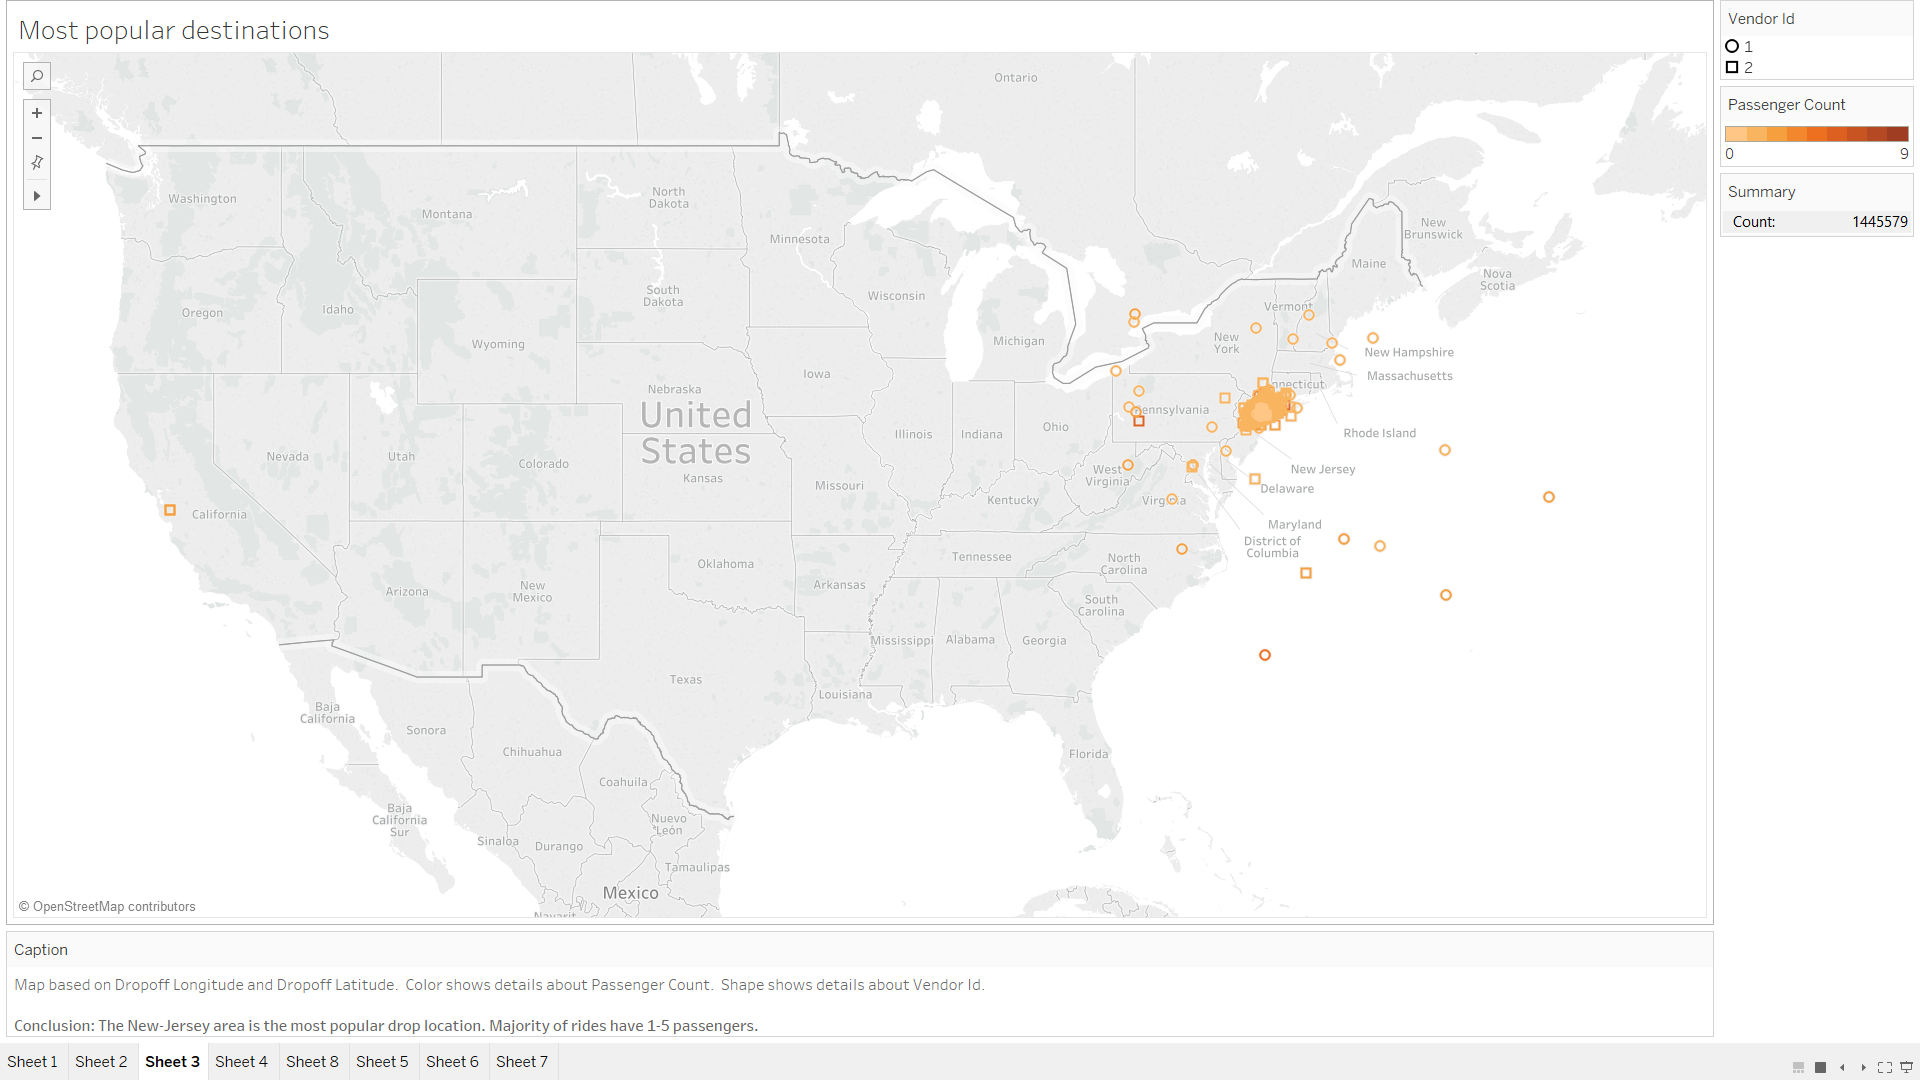 Most popular destinations
Ontario
Washington
Montana
North
Dakota
Minnesota
New
Brunswick
Maine
Nova
Scotia
Oregon
Idaho
South
Dakota
Wisconsin
Vermont
Wyoming
Michigan
New
York
New Hampshire
Iowa
Massachusetts
Nebraska
nnecticut
United
States
ennsylvania
Illinois
Indiana
Ohio
Rhode Island
Nevada
Utah
Colorado
Kansas
Missouri
West
Virginia
New Jersey
Delaware
Kentucky
Virginia
California
Maryland
District of
Columbia
Oklahoma
Tennessee
North
Carolina
Arkansas
Arizona
New
Mexico
South
Carolina
Mississippi
Alabama
Georgia
Texas
Louisiana
Baja
California
Sonora
Chihuahua
Florida
Coahuila
Baja
California
Sur
Nuevo
León
Sinaloa
Durango
Tamaulipas
Mexico
Nayarit
© OpenStreetMap contributors
Vendor Id
1
2
Passenger Count
0 9
Summary
Count: 1445579
Caption
Map based on Dropoff Longitude and Dropoff Latitude. Color shows details about Passenger Count. Shape shows details about Vendor Id.
Conclusion: The New-Jersey area is the most popular drop location. Majority of rides have 1-5 passengers.
Sheet 1 Sheet 2 Sheet 3 Sheet 4 Sheet 8 Sheet 5 Sheet 6 Sheet 7